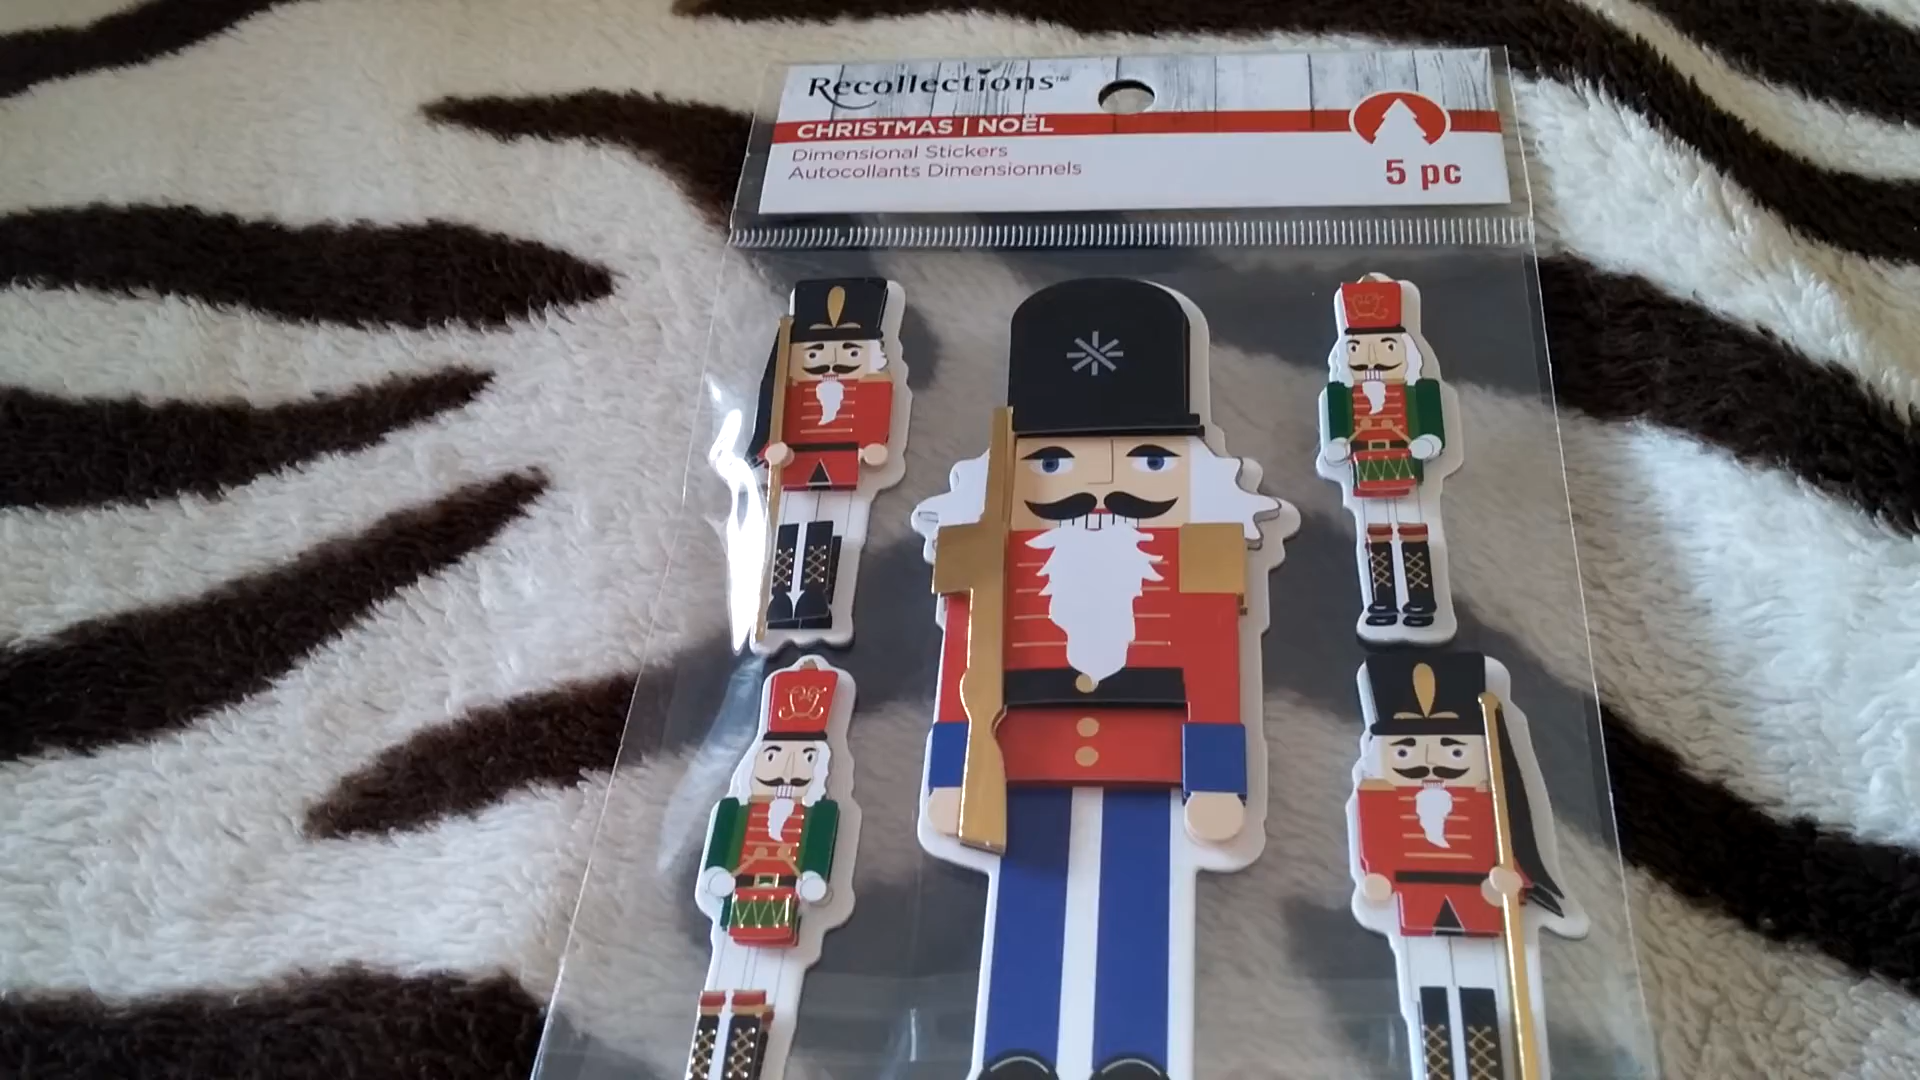 Recollections™
CHRISTMAS | NOËL
Dimensional Stickers
Autocollants Dimensionnels
5 pc